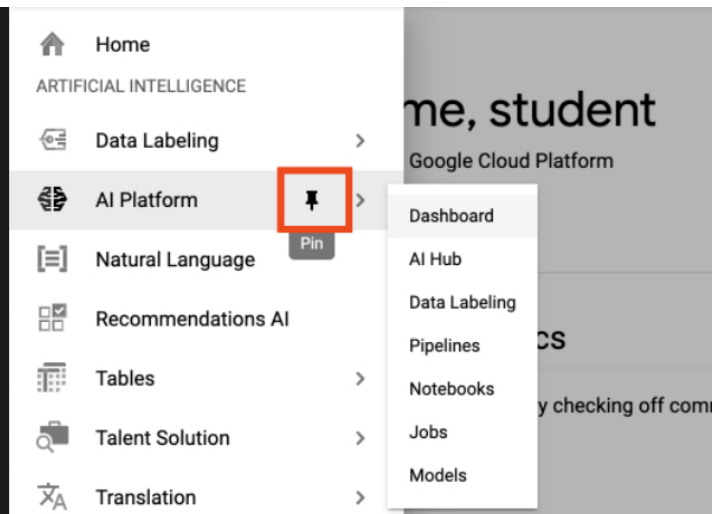 Home
ARTIFICIAL INTELLIGENCE
Data Labeling
AI Platform
Pin
Natural Language
Recommendations AI
Tables
Talent Solution
Translation
Dashboard
AI Hub
Data Labeling
Pipelines
Notebooks
Jobs
Models
me, student
Google Cloud Platform
cs
y checking off com